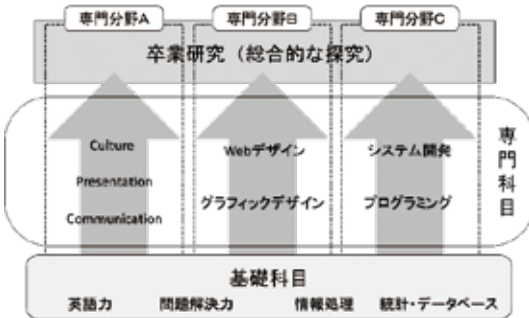 専門分野A 専門分野B 専門分野C
卒業研究（総合的な探究）
Culture
Presentation
Communication
Webデザイン
グラフィックデザイン
システム開発
プログラミング
専門科目
基礎科目
英語力 問題解決力 情報処理 統計・データベース